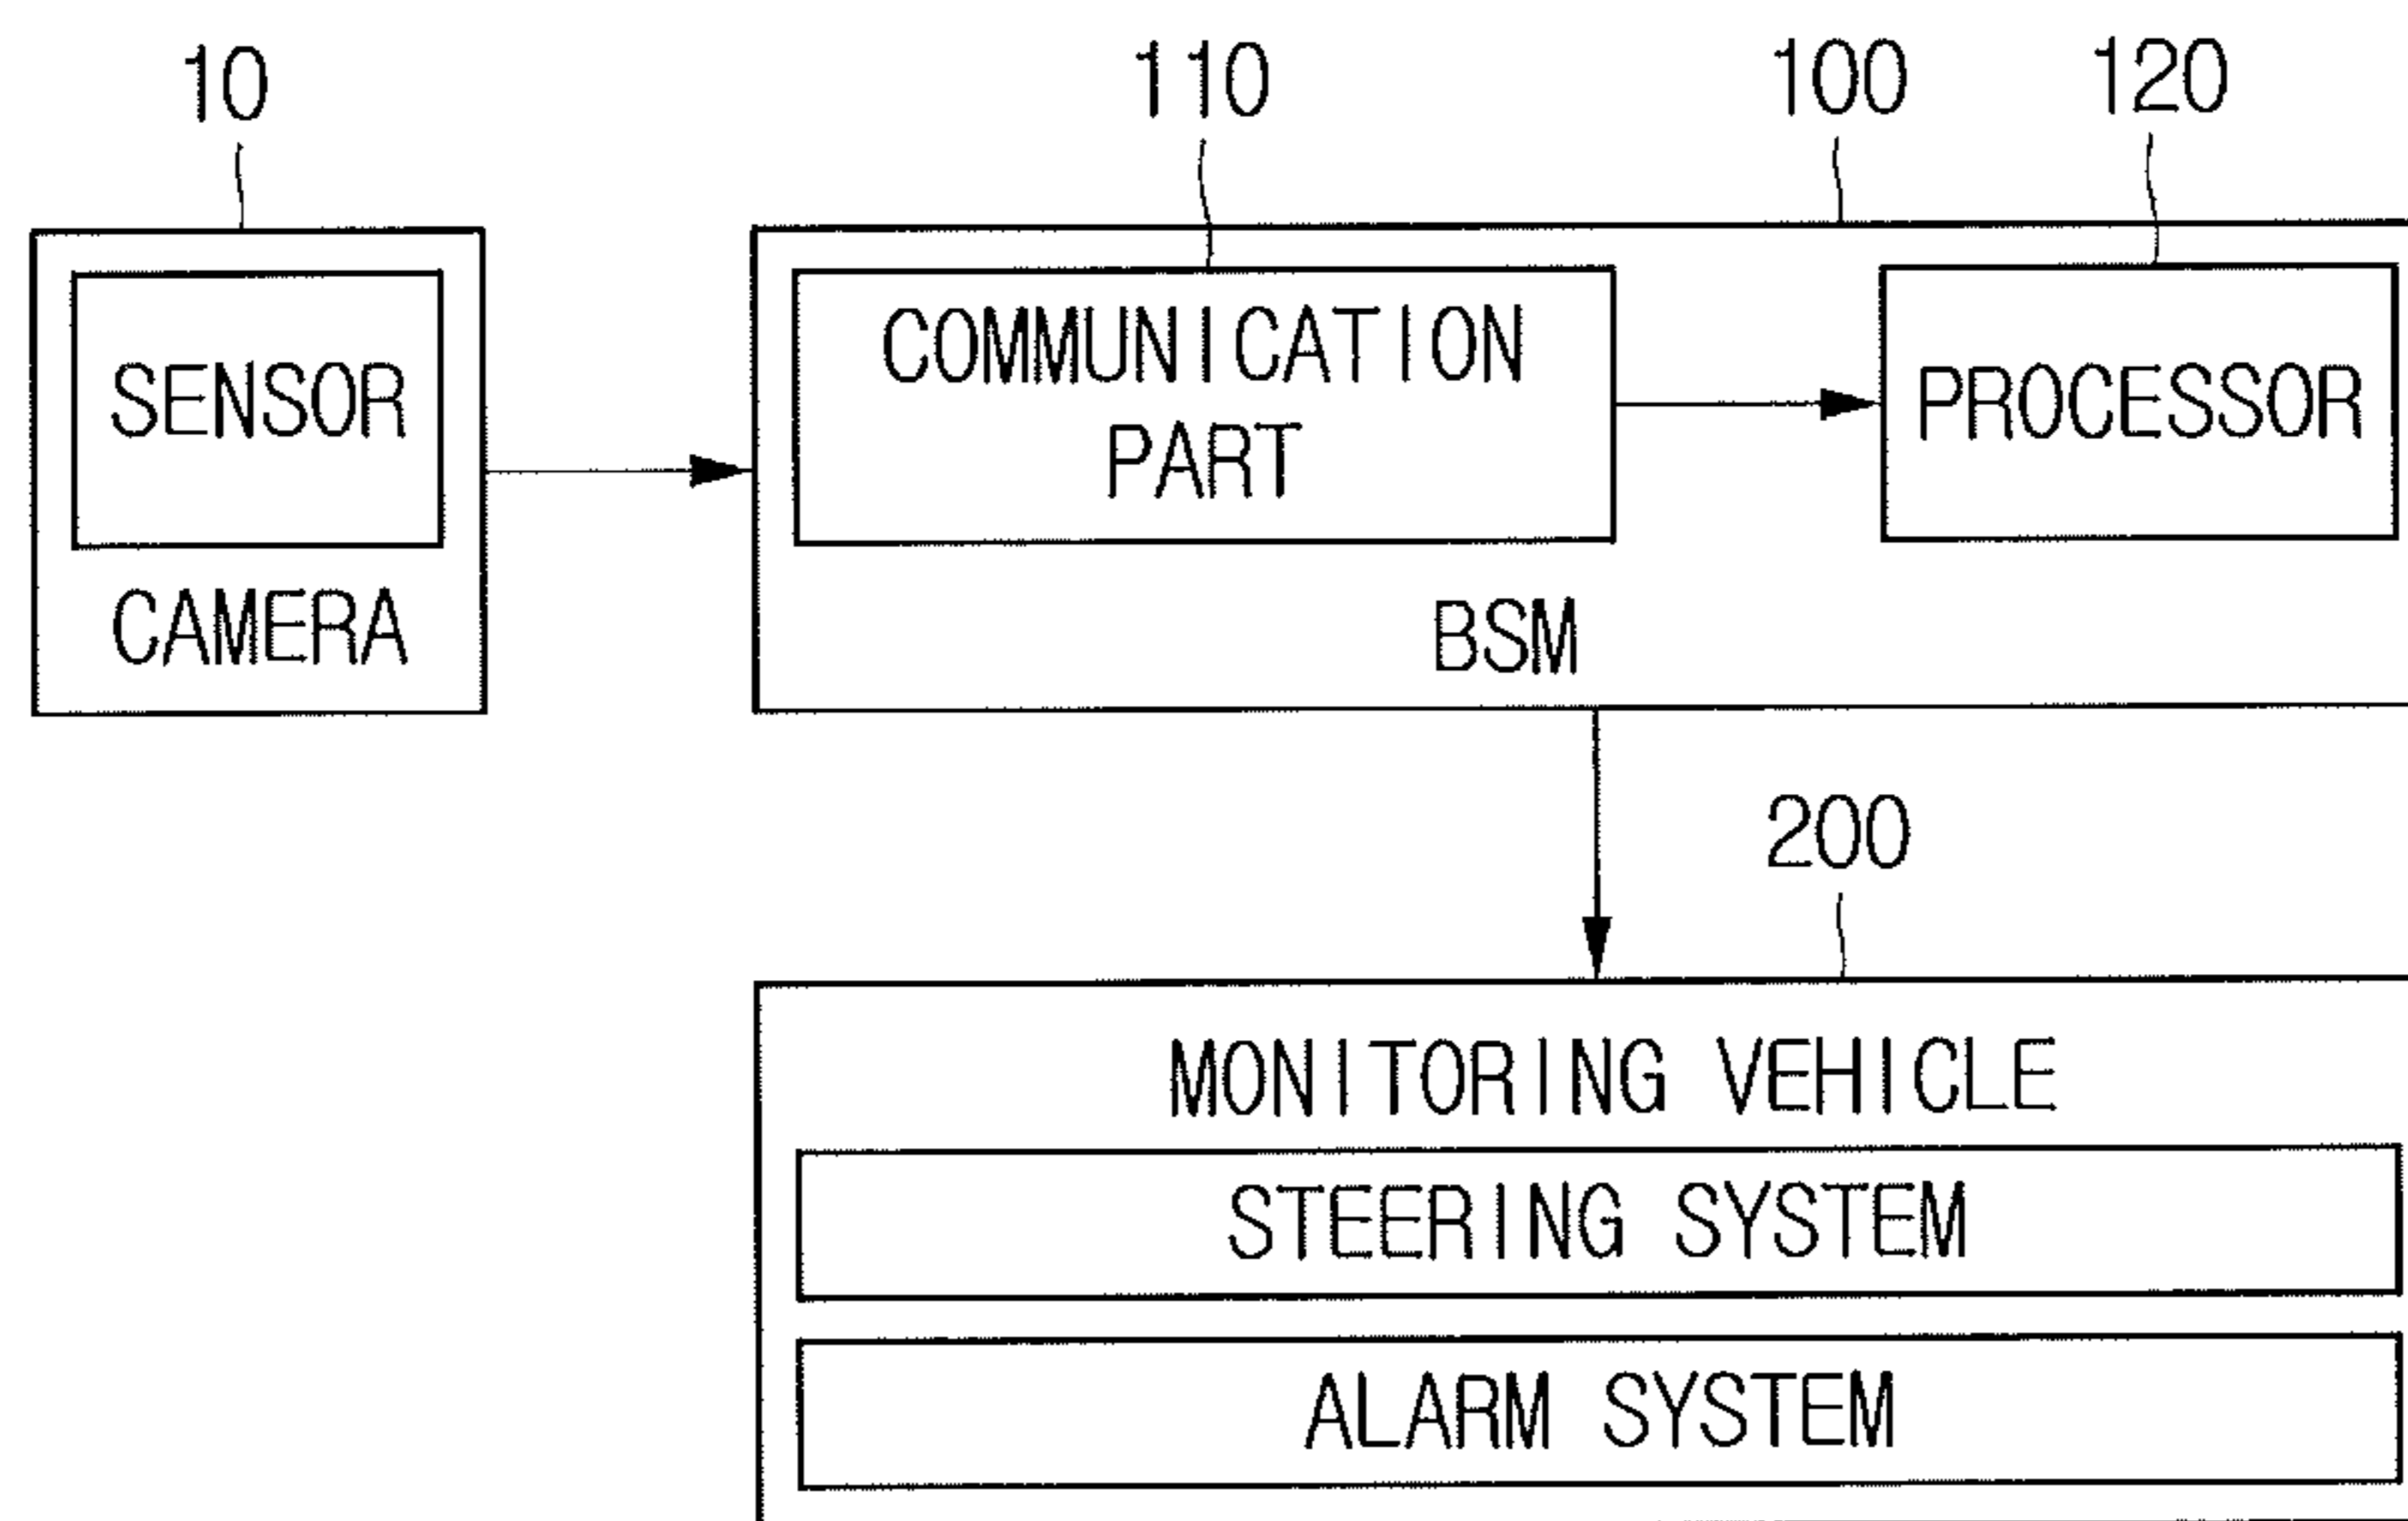 10
110
100
120
SENSOR
CAMERA
COMMUNICATION
PART
PROCESSOR
BSM
200
MONITORING VEHICLE
STEERING SYSTEM
ALARM SYSTEM